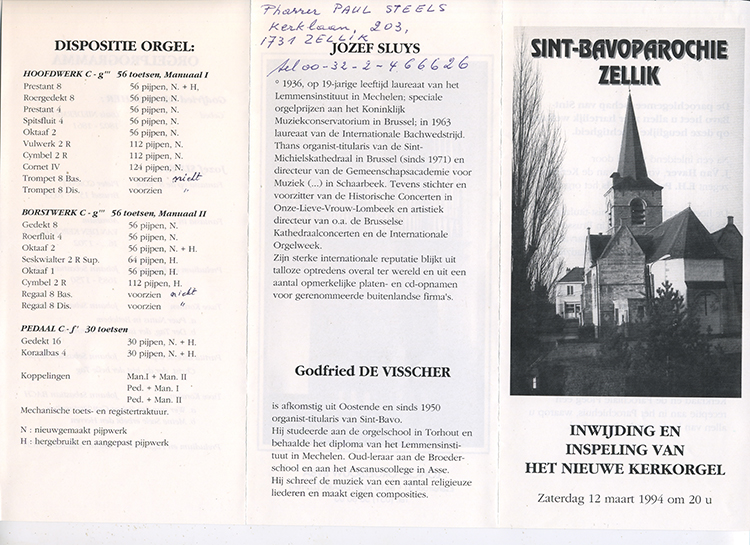 DISPOSITIE ORGEL:
HOOFDWERK C - g''' 56 toetsen, Manuaal I
Prestant 8 56 pijpen, N. + H,
Roergedekt 8 56 pijpen, N.
Prestant 4 56 pijpen, N.
Spitsfluit 4 56 pijpen, N.
Oktaaf 2 56 pijpen, N.
Vulwerk 2 R 112 pijpen, N.
Cymbel 2 R 112 pijpen, N.
Cornet IV 124 pijpen, N.
Trompet 8 Bas. voorzien nicht
Trompet 8 Dis. voorzien "
BORSTWERK C - g''' 56 toetsen, Manuaal II
Gedekt 8 56 pijpen, N.
Roerfluit 4 56 pijpen, N.
Oktaaf 2 56 pijpen, N. + H.
Seskwialter 2 R Sup. 64 pijpen, H.
Oktaaf 1 56 pijpen, H.
Cymbel 2 R 112 pijpen, H.
Regaal 8 Bas. voorzien nicht
Regaal 8 Dis. voorzien "
PEDAAL C - f' 30 toetsen
Gedekt 16 30 pijpen, N. + H.
Koraalbas 4 30 pijpen, N. + H.
Koppelingen Man.I + Man. II
Ped. + Man. I
Ped. + Man. II
Mechanische toets- en registertraktuur.
N : nieuwgemaakt pijpwerk
H : hergebruikt en aangepast pijpwerk
Pharrer PAUL STEELS
Kerklaan, 203,
1731 ZELLIK
JOZEF SLUYS
tel 00-32-2-4 66626
° 1936, op 19-jarige leeftijd laureaat van het
Lemmensinstituut in Mechelen; speciale
orgelprijzen aan het Koninklijk
Muziekconservatorium in Brussel; in 1963
laureaat van de Internationale Bachwedstrijd.
Thans organist-titularis van de Sint-
Michielskathedraal in Brussel (sinds 1971) en
directeur van de Gemeenschapsacademie voor
Muziek (...) in Schaarbeek. Tevens stichter en
voorzitter van de Historische Concerten in
Onze-Lieve-Vrouw-Lombeek en artistiek
directeur van o.a. de Brusselse
Kathedraalconcerten en de Internationale
Orgelweek.
Zijn sterke internationale reputatie blijkt uit
talloze optredens overal ter wereld en uit een
aantal opmerkelijke platen- en cd-opnamen
voor gerenommeerde buitenlandse firma's.
Godfried DE VISSCHER
is afkomstig uit Oostende en sinds 1950
organist-titularis van Sint-Bavo.
Hij studeerde aan de orgelschool in Torhout en
behaalde het diploma van het Lemmensinsti-
tuut in Mechelen. Oud-leraar aan de Broeder-
school en aan het Ascanuscollege in Asse.
Hij schreef de muziek van een aantal religieuze
liederen en maakt eigen composities.
SINT-BAVOPAROCHIE
ZELLIK
INWIJDING EN
INSPELING VAN
HET NIEUWE KERKORGEL
Zaterdag 12 maart 1994 om 20 u